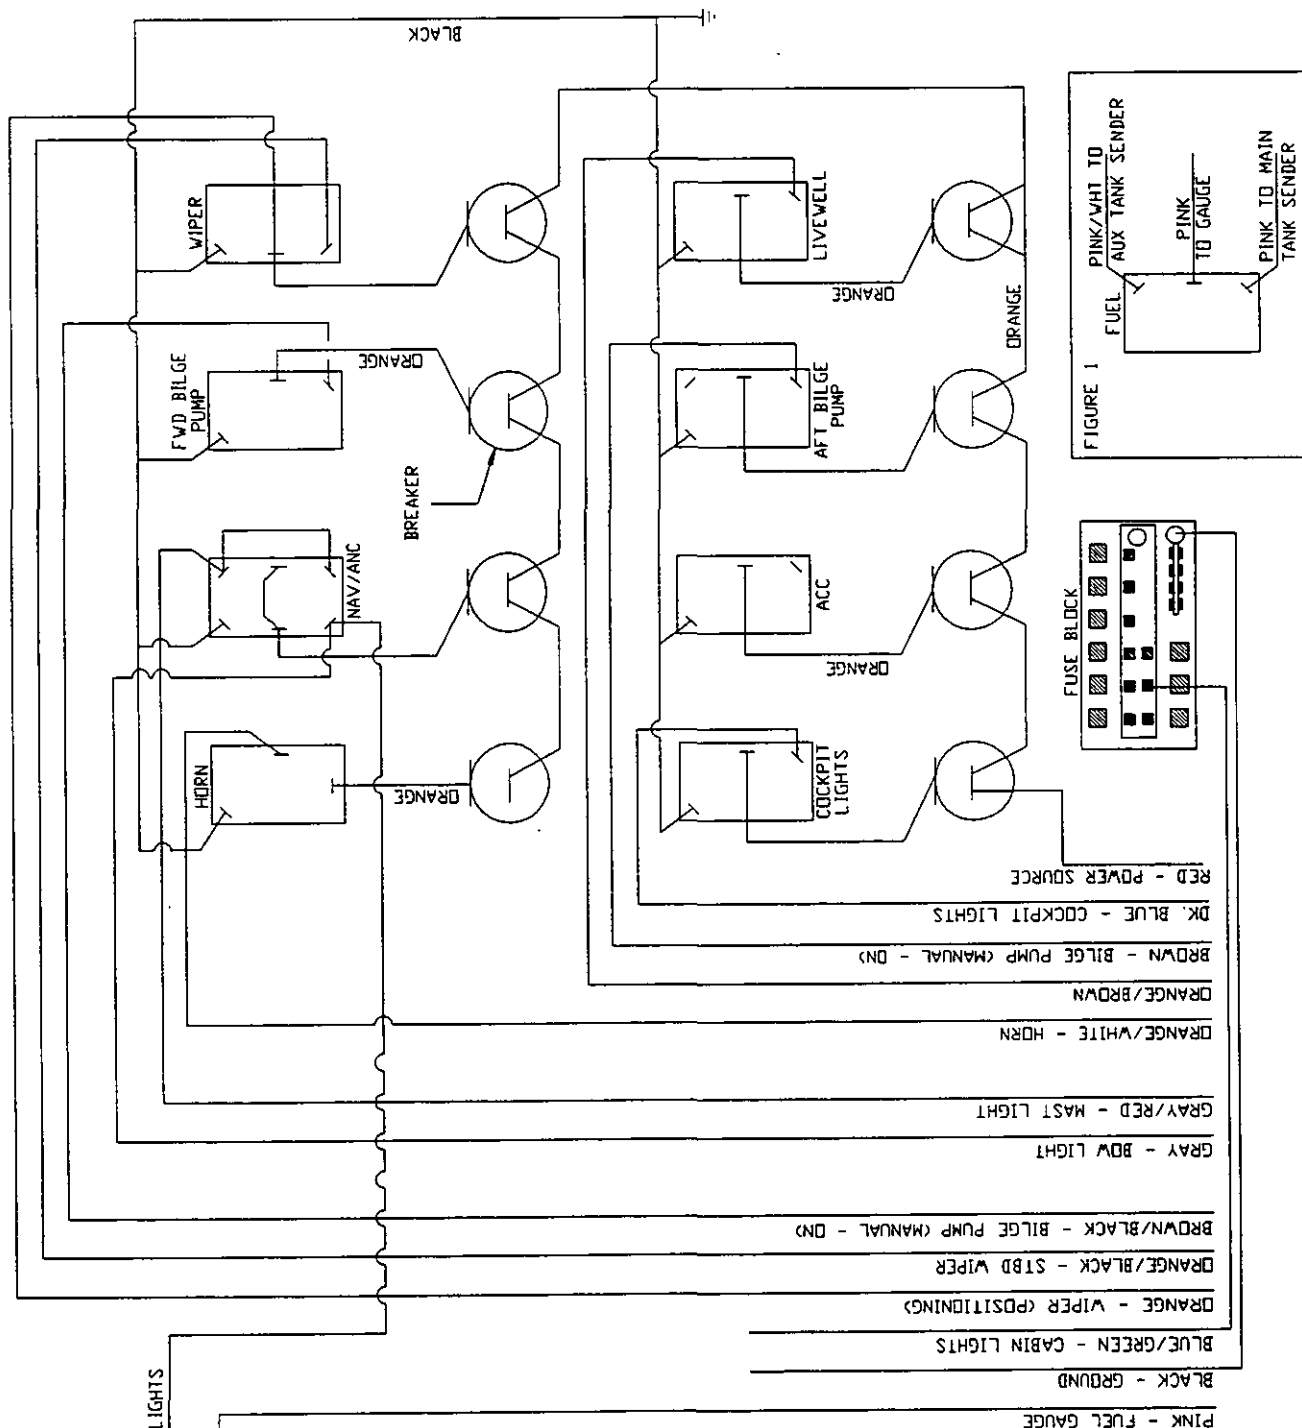 BLACK
WIPER
LIVEWELL
ORANGE
ORANGE
FWD BILGE
PUMP
ORANGE
AFT BILGE
PUMP
BREAKER
NAV/ANC
ACC
ORANGE
HORN
ORANGE
COCKPIT
LIGHTS
FIGURE 1
FUEL
PINK/WHT TO
AUX TANK SENDER
PINK
TO GAUGE
PINK TO MAIN
TANK SENDER
FUSE BLOCK
RED - POWER SOURCE
DK. BLUE - COCKPIT LIGHTS
BROWN - BILGE PUMP (MANUAL - ON)
ORANGE/BROWN
ORANGE/WHITE - HORN
GRAY/RED - MAST LIGHT
GRAY - BOW LIGHT
BROWN/BLACK - BILGE PUMP (MANUAL - ON)
ORANGE/BLACK - STBD WIPER
ORANGE - WIPER (POSITIONING)
BLUE/GREEN - CABIN LIGHTS
BLACK - GROUND
PINK - FUEL GAUGE
LIGHTS